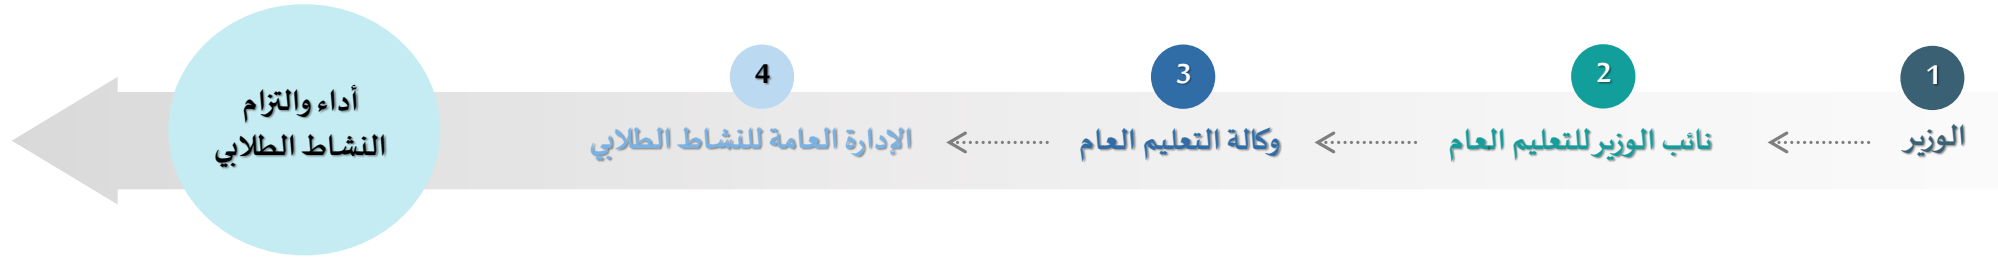 1
الوزير
2
نائب الوزير للتعليم العام
3
وكالة التعليم العام
4
الإدارة العامة للنشاط الطلابي
أداء والتزام
النشاط الطلابي